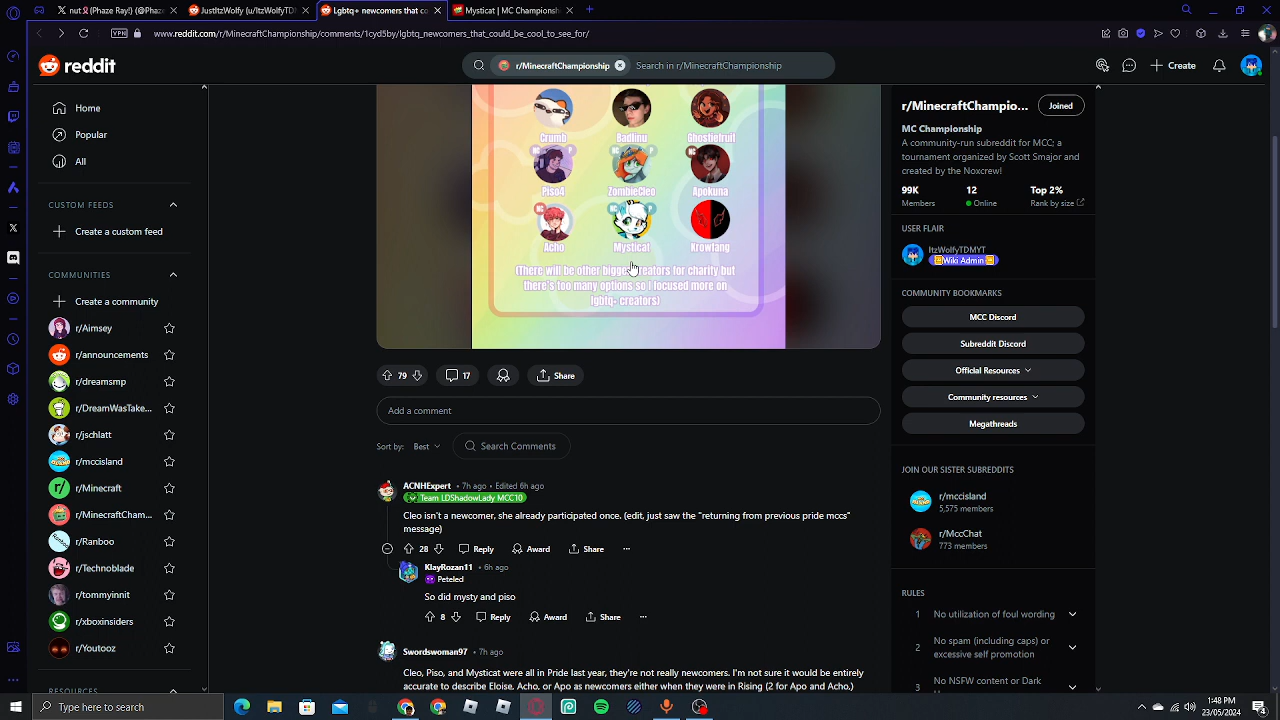 nut🎗(Phaze Ray!) (@Phaze
JustItzWolfy (u/ItzWolfyTDM
Lgbtq+ newcomers that co
Mysticat | MC Championsh
VPN
www.reddit.com/r/MinecraftChampionship/comments/1cyd5by/lgbtq_newcomers_that_could_be_cool_to_see_for/
reddit
r/MinecraftChampionship
Search in r/MinecraftChampionship
Create
Home
Popular
All
CUSTOM FEEDS
Create a custom feed
COMMUNITIES
Create a community
r/Aimsey
r/announcements
r/dreamsmp
r/DreamWasTake...
r/jschlatt
r/mccisland
r/Minecraft
r/MinecraftCham...
r/Ranboo
r/Technoblade
r/tommyinnit
r/xboxinsiders
r/Youtooz
RESOURCES
Crumb
Badlinu
Ghostiefruit
MC P
MC P
MC
Piso4
ZombieCleo
Apokuna
MC
MC P
Acho
Mysticat
Krowfang
(There will be other bigger creators for charity but
there's too many options so I focused more on
lgbtq+ creators)
79
17
Share
Add a comment
Sort by: Best
Search Comments
ACNHExpert • 7h ago • Edited 6h ago
Team LDShadowLady MCC10
Cleo isn't a newcomer, she already participated once. (edit, just saw the "returning from previous pride mccs"
message)
28 Reply Award Share ...
KlayRozan11 • 6h ago
Peteled
So did mysty and piso
8 Reply Award Share ...
Swordswoman97 • 7h ago
Cleo, Piso, and Mysticat were all in Pride last year, they're not really newcomers. I'm not sure it would be entirely
accurate to describe Eloise, Acho, or Apo as newcomers either when they were in Rising (2 for Apo and Acho,)
r/MinecraftChampio...
Joined
MC Championship
A community-run subreddit for MCC; a
tournament organized by Scott Smajor and
created by the Noxcrew!
99K
12
Top 2%
Members
Online
Rank by size
USER FLAIR
ItzWolfyTDMYT
Wiki Admin
COMMUNITY BOOKMARKS
MCC Discord
Subreddit Discord
Official Resources
Community resources
Megathreads
JOIN OUR SISTER SUBREDDITS
r/mccisland
5,575 members
r/MccChat
773 members
RULES
1 No utilization of foul wording
2 No spam (including caps) or
excessive self promotion
3 No NSFW content or Dark
Type here to search
1:48 PM
23/05/2024